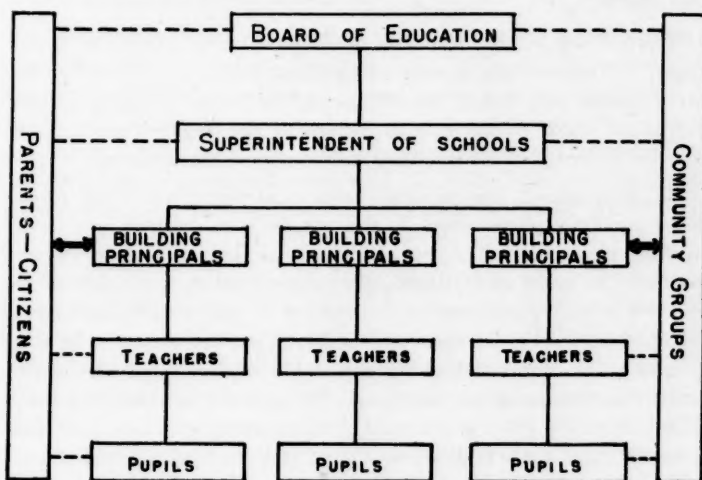 BOARD OF EDUCATION
SUPERINTENDENT OF SCHOOLS
PARENTS—CITIZENS
COMMUNITY GROUPS
BUILDING
PRINCIPALS
BUILDING
PRINCIPALS
BUILDING
PRINCIPALS
TEACHERS
TEACHERS
TEACHERS
PUPILS
PUPILS
PUPILS